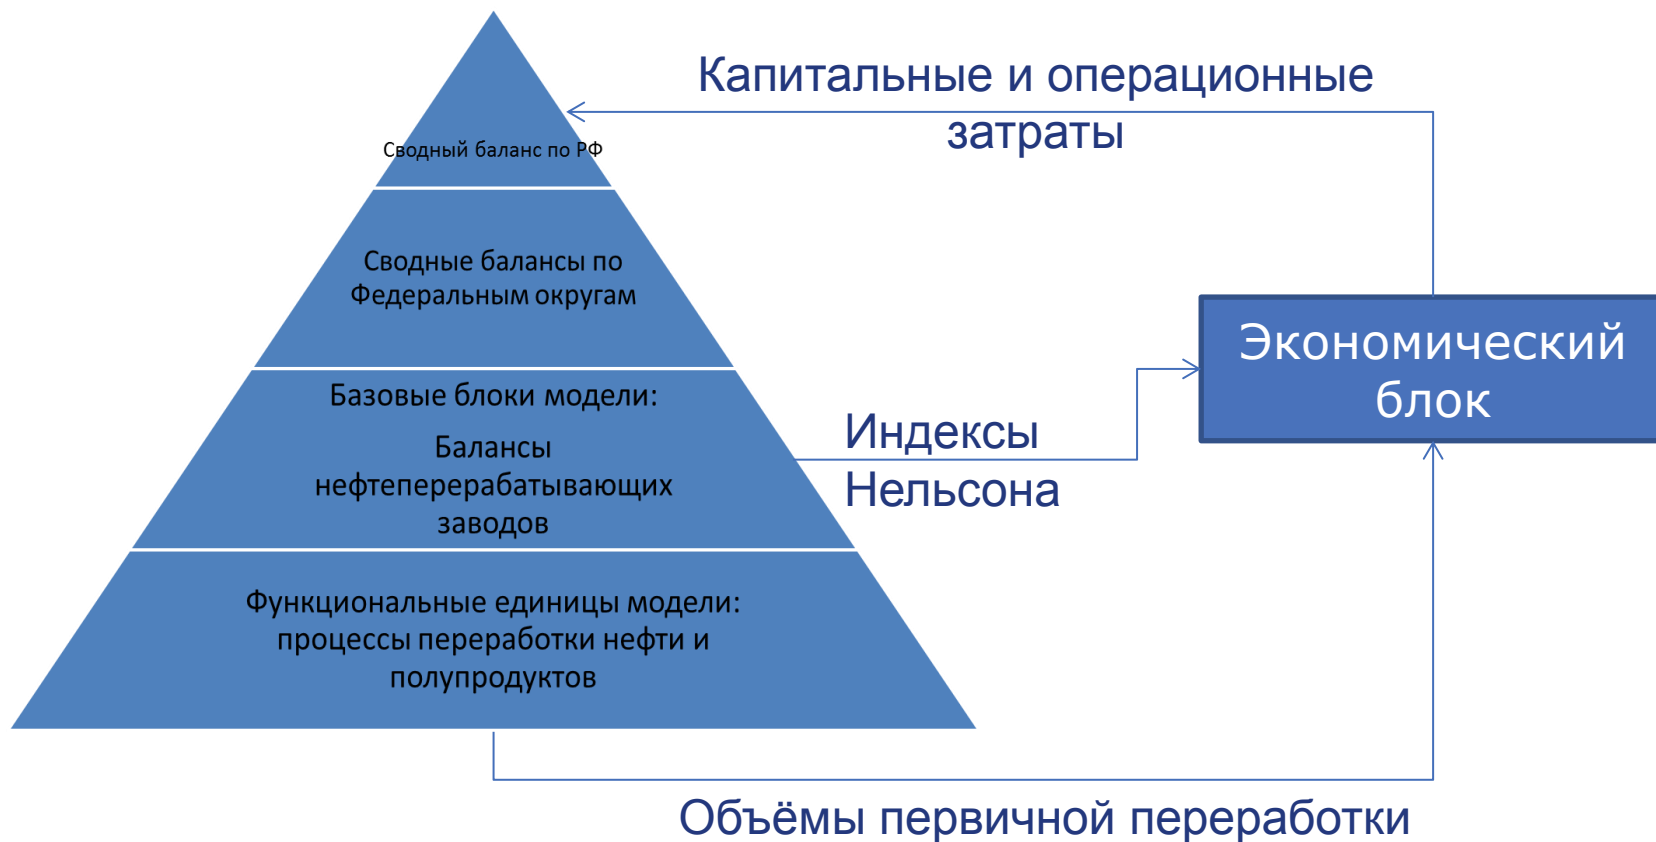 Капитальные и операционные
затраты
Сводный баланс по РФ
Сводные балансы по
Федеральным округам
Экономический
блок
Базовые блоки модели:
Балансы
нефтеперерабатывающих
заводов
Индексы
Нельсона
Функциональные единицы модели:
процессы переработки нефти и
полупродуктов
Объёмы первичной переработки